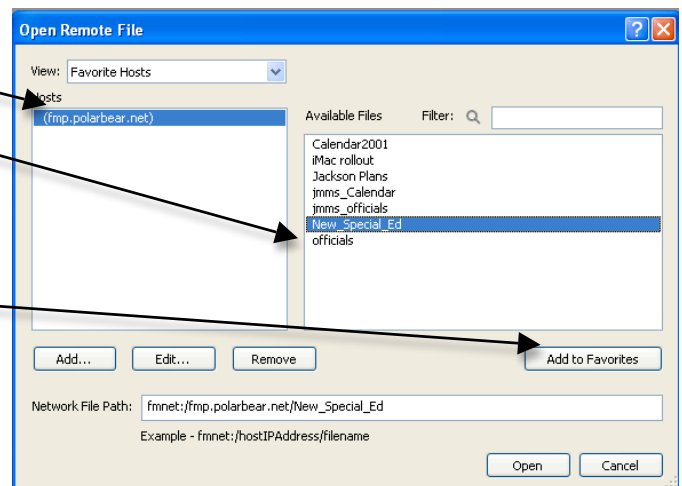 Open Remote File
View: Favorite Hosts
Hosts
(fmp.polarbear.net)
Available Files Filter:
Calendar2001
iMac rollout
Jackson Plans
jmms_Calendar
jmms_officials
New_Special_Ed
officials
Add... Edit... Remove Add to Favorites
Network File Path: fmnet:/fmp.polarbear.net/New_Special_Ed
Example - fmnet:/hostIPAddress/filename
Open Cancel